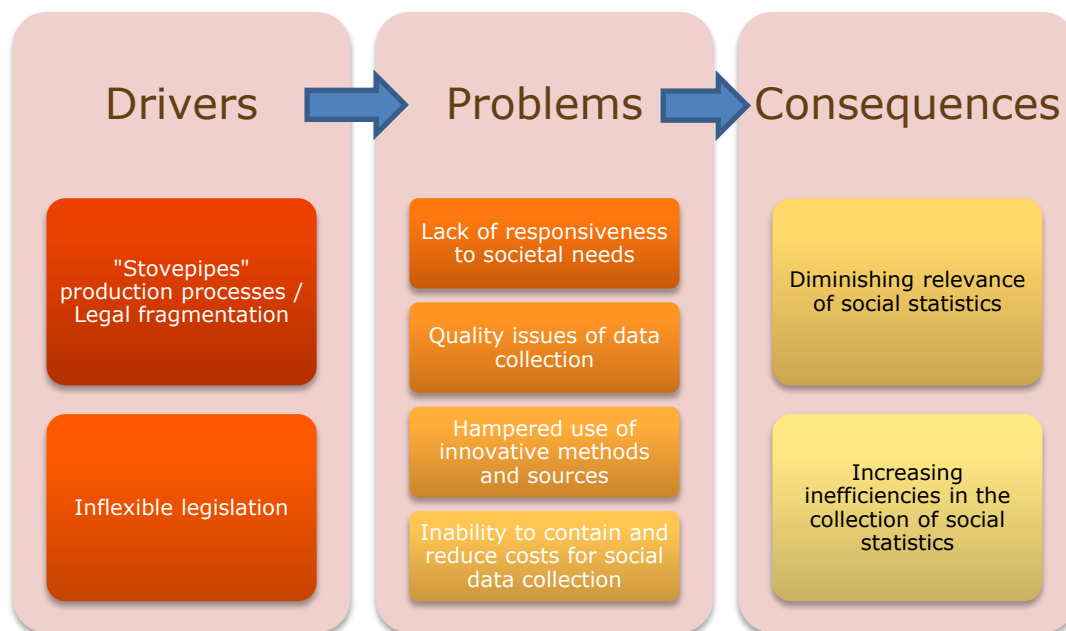 Drivers
"Stovepipes"
production processes /
Legal fragmentation
Inflexible legislation
Problems
Lack of responsiveness
to societal needs
Quality issues of data
collection
Hampered use of
innovative methods
and sources
Inability to contain and
reduce costs for social
data collection
Consequences
Diminishing relevance
of social statistics
Increasing
inefficiencies in the
collection of social
statistics